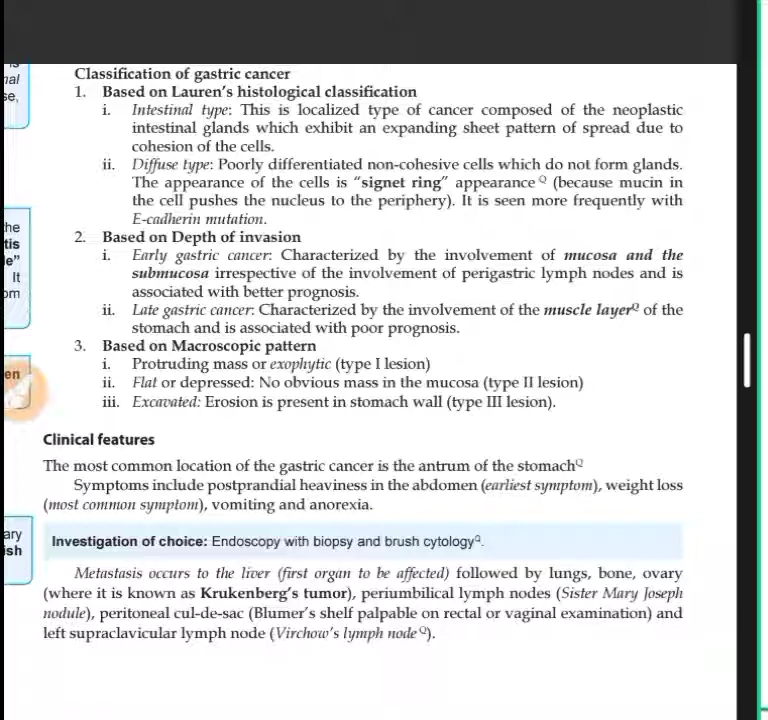 is
nal
se,
Classification of gastric cancer
1. Based on Lauren's histological classification
i. Intestinal type: This is localized type of cancer composed of the neoplastic
intestinal glands which exhibit an expanding sheet pattern of spread due to
cohesion of the cells.
ii. Diffuse type: Poorly differentiated non-cohesive cells which do not form glands.
The appearance of the cells is "signet ring" appearance Q (because mucin in
the cell pushes the nucleus to the periphery). It is seen more frequently with
E-cadherin mutation.
2. Based on Depth of invasion
i. Early gastric cancer: Characterized by the involvement of mucosa and the
submucosa irrespective of the involvement of perigastric lymph nodes and is
associated with better prognosis.
ii. Late gastric cancer: Characterized by the involvement of the muscle layerQ of the
stomach and is associated with poor prognosis.
3. Based on Macroscopic pattern
i. Protruding mass or exophytic (type I lesion)
ii. Flat or depressed: No obvious mass in the mucosa (type II lesion)
iii. Excavated: Erosion is present in stomach wall (type III lesion).
the
tis
le"
It
om
en
Clinical features
The most common location of the gastric cancer is the antrum of the stomachQ
Symptoms include postprandial heaviness in the abdomen (earliest symptom), weight loss
(most common symptom), vomiting and anorexia.
ary
ish
Investigation of choice: Endoscopy with biopsy and brush cytologyQ.
Metastasis occurs to the liver (first organ to be affected) followed by lungs, bone, ovary
(where it is known as Krukenberg's tumor), periumbilical lymph nodes (Sister Mary Joseph
nodule), peritoneal cul-de-sac (Blumer's shelf palpable on rectal or vaginal examination) and
left supraclavicular lymph node (Virchow's lymph node Q).